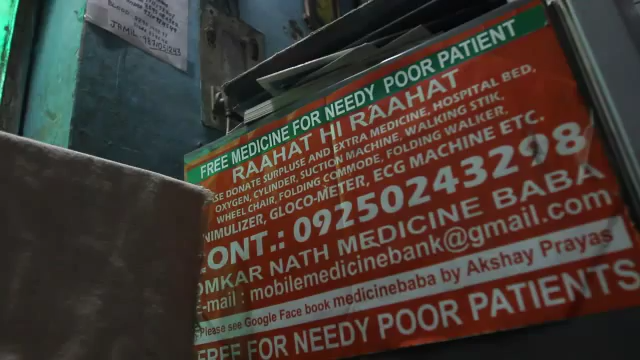 JAMIL
FREE MEDICINE FOR NEEDY POOR PATIENT
RAAHAT HI RAAHAT
SE DONATE SURPLUSE AND EXTRA MEDICINE, HOSPITAL BED,
OXYGEN, CYLINDER, SUCTION MACHINE, WALKING STIK,
WHEEL CHAIR, FOLDING COMMODE, FOLDING WALKER,
NIMULIZER, GLOCO-METER, ECG MACHINE ETC.
ONT.: 09250243298
OMKAR NATH MEDICINE BABA
E-mail : mobilemedicinebank@gmail.com
Please see Google Face book medicinebaba by Akshay Prayas
FREE FOR NEEDY POOR PATIENTS